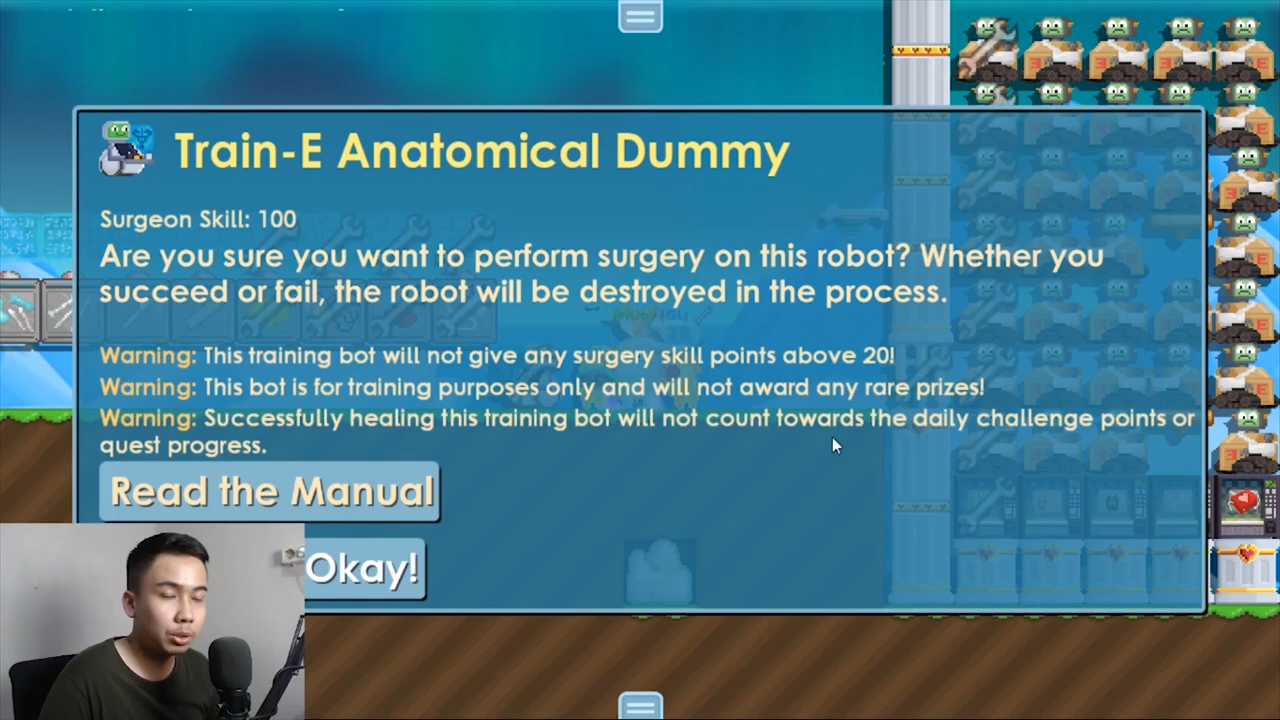 Train-E Anatomical Dummy
Surgeon Skill: 100
Are you sure you want to perform surgery on this robot? Whether you
succeed or fail, the robot will be destroyed in the process.
Warning: This training bot will not give any surgery skill points above 20!
Warning: This bot is for training purposes only and will not award any rare prizes!
Warning: Successfully healing this training bot will not count towards the daily challenge points or
quest progress.
Read the Manual
Okay!